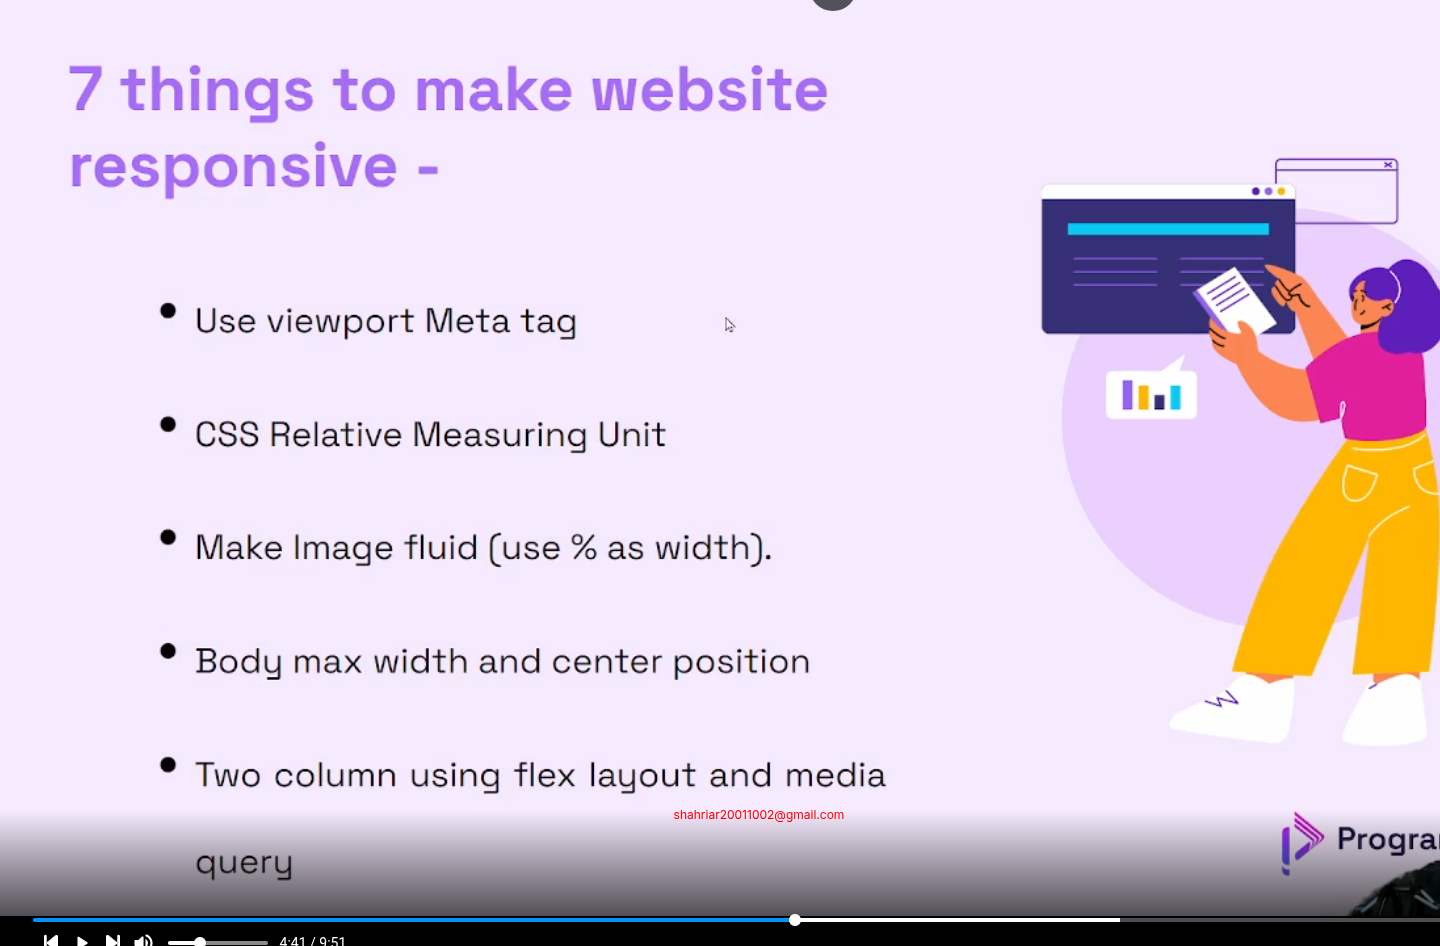 7 things to make website
responsive -
Use viewport Meta tag
CSS Relative Measuring Unit
Make Image fluid (use % as width).
Body max width and center position
Two column using flex layout and media
shahriar20011002@gmail.com
query
Progra
4:41 / 9:51